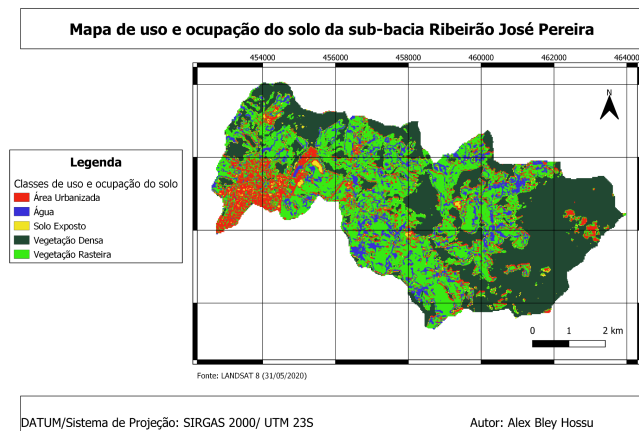 Mapa de uso e ocupação do solo da sub-bacia Ribeirão José Pereira
454000 456000 458000 460000 462000 464000
N
Legenda
Classes de uso e ocupação do solo
Área Urbanizada
Água
Solo Exposto
Vegetação Densa
Vegetação Rasteira
0 1 2 km
Fonte: LANDSAT 8 (31/05/2020)
DATUM/Sistema de Projeção: SIRGAS 2000/ UTM 23S
Autor: Alex Bley Hossu